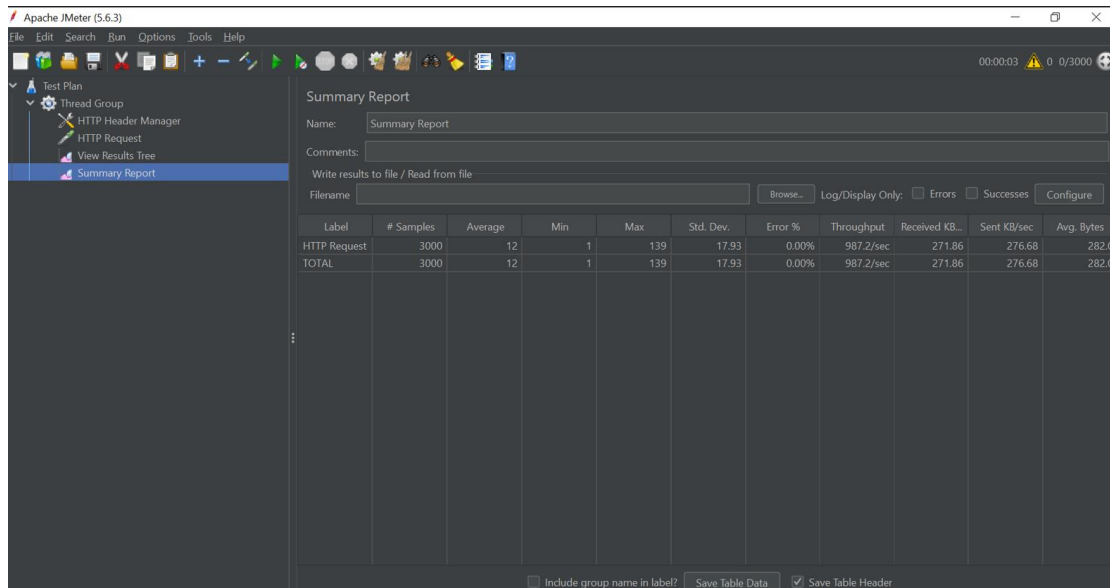 Apache JMeter (5.6.3)
File Edit Search Run Options Tools Help
00:00:03 0 0/3000
Test Plan
Thread Group
HTTP Header Manager
HTTP Request
View Results Tree
Summary Report
Summary Report
Name: Summary Report
Comments:
Write results to file / Read from file
Filename Browse... Log/Display Only: Errors Successes Configure
Label # Samples Average Min Max Std. Dev. Error % Throughput Received KB... Sent KB/sec Avg. Bytes
HTTP Request 3000 12 1 139 17.93 0.00% 987.2/sec 271.86 276.68 282.0
TOTAL 3000 12 1 139 17.93 0.00% 987.2/sec 271.86 276.68 282.0
Include group name in label? Save Table Data Save Table Header